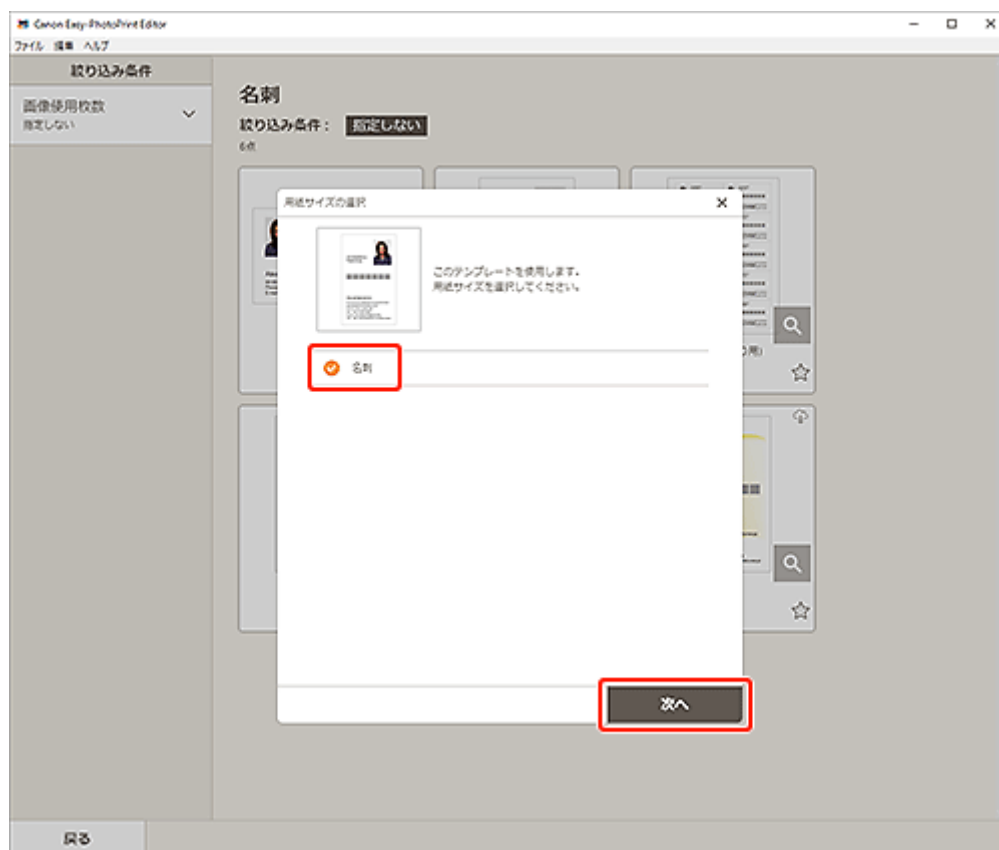 Canon Easy-PhotoPrint Editor
ファイル 編集 ヘルプ
絞り込み条件
画像使用枚数
指定しない
名刺
絞り込み条件： 指定しない
6点
用紙サイズの選択
このテンプレートを使用します。
用紙サイズを選択してください。
名刺
用)
次へ
戻る